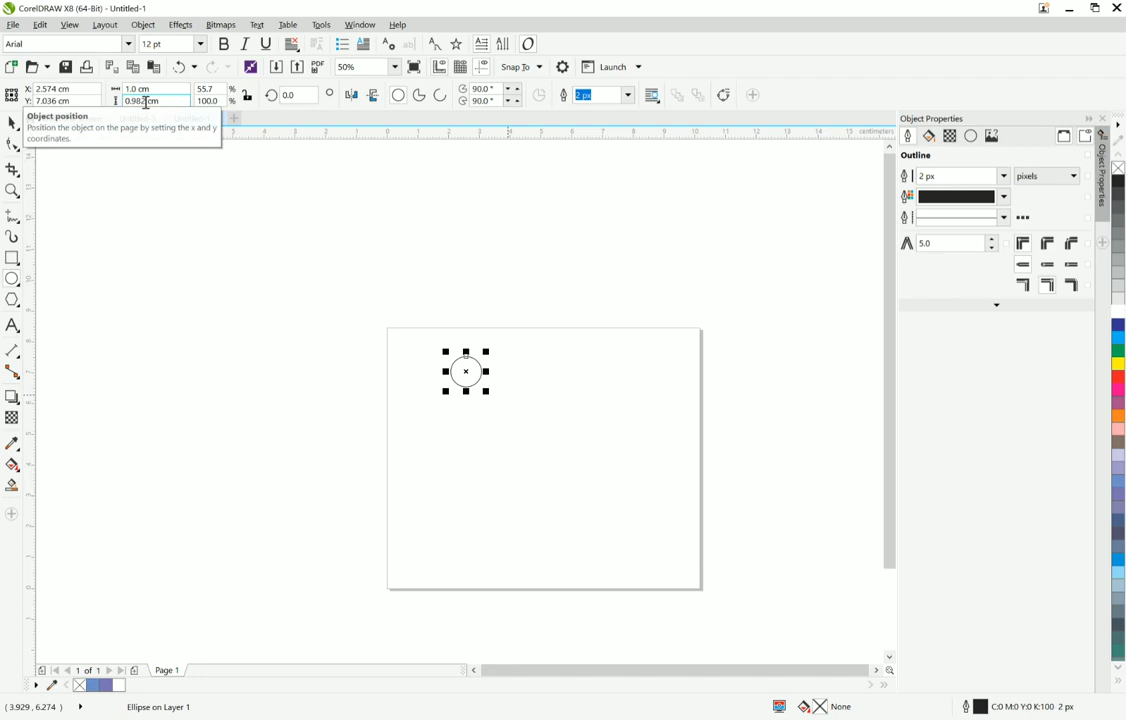 CorelDRAW X8 (64-Bit) - Untitled-1
File Edit View Layout Object Effects Bitmaps Text Table Tools Window Help
Arial 12 pt
50% Snap To Launch
PDF
X: 2.574 cm 1.0 cm 55.7 % 0.0 90.0 ° 2 px
Y: 7.036 cm 0.982 cm 100.0 % 90.0 °
Object position
Position the object on the page by setting the x and y
coordinates.
centimeters
Object Properties
Outline
2 px pixels
5.0
Object Properties
1 of 1 Page 1
(3.929, 6.274 ) Ellipse on Layer 1 None C:0 M:0 Y:0 K:100 2 px